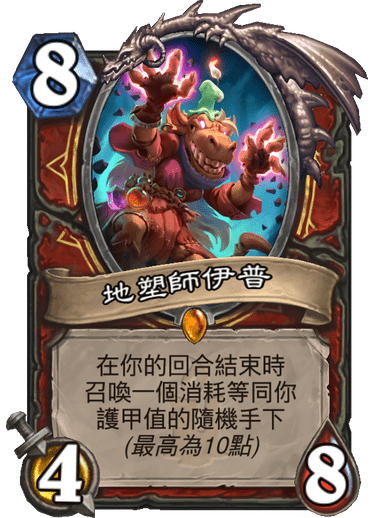 8
地塑師伊普
在你的回合結束時
召喚一個消耗等同你
護甲值的隨機手下
(最高為10點)
4
8